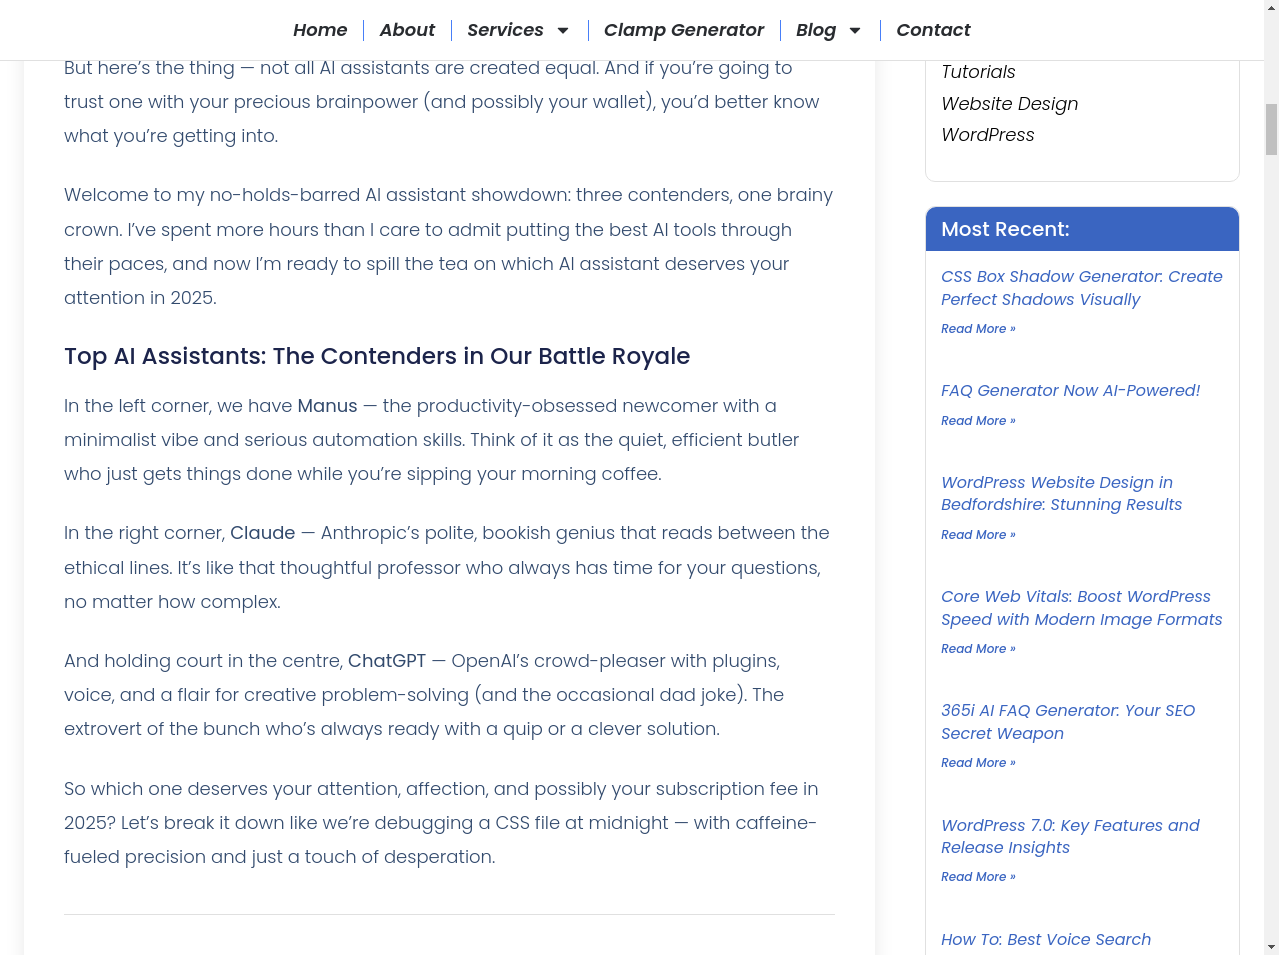 Home
About
Services
Clamp Generator
Blog
Contact
But here’s the thing — not all AI assistants are created equal. And if you’re going to
trust one with your precious brainpower (and possibly your wallet), you’d better know
what you’re getting into.
Welcome to my no-holds-barred AI assistant showdown: three contenders, one brainy
crown. I’ve spent more hours than I care to admit putting the best AI tools through
their paces, and now I’m ready to spill the tea on which AI assistant deserves your
attention in 2025.
Top AI Assistants: The Contenders in Our Battle Royale
In the left corner, we have Manus — the productivity-obsessed newcomer with a
minimalist vibe and serious automation skills. Think of it as the quiet, efficient butler
who just gets things done while you’re sipping your morning coffee.
In the right corner, Claude — Anthropic’s polite, bookish genius that reads between the
ethical lines. It’s like that thoughtful professor who always has time for your questions,
no matter how complex.
And holding court in the centre, ChatGPT — OpenAI’s crowd-pleaser with plugins,
voice, and a flair for creative problem-solving (and the occasional dad joke). The
extrovert of the bunch who’s always ready with a quip or a clever solution.
So which one deserves your attention, affection, and possibly your subscription fee in
2025? Let’s break it down like we’re debugging a CSS file at midnight — with caffeine-
fueled precision and just a touch of desperation.
Tutorials
Website Design
WordPress
Most Recent:
CSS Box Shadow Generator: Create
Perfect Shadows Visually
Read More »
FAQ Generator Now AI-Powered!
Read More »
WordPress Website Design in
Bedfordshire: Stunning Results
Read More »
Core Web Vitals: Boost WordPress
Speed with Modern Image Formats
Read More »
365i AI FAQ Generator: Your SEO
Secret Weapon
Read More »
WordPress 7.0: Key Features and
Release Insights
Read More »
How To: Best Voice Search